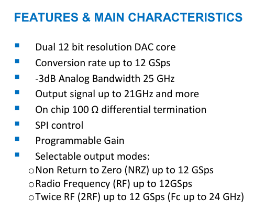 FEATURES & MAIN CHARACTERISTICS
▪ Dual 12 bit resolution DAC core
▪ Conversion rate up to 12 GSps
▪ -3dB Analog Bandwidth 25 GHz
▪ Output signal up to 21GHz and more
▪ On chip 100 Ω differential termination
▪ SPI control
▪ Programmable Gain
▪ Selectable output modes:
o Non Return to Zero (NRZ) up to 12 GSps
o Radio Frequency (RF) up to 12GSps
o Twice RF (2RF) up to 12 GSps (Fc up to 24 GHz)